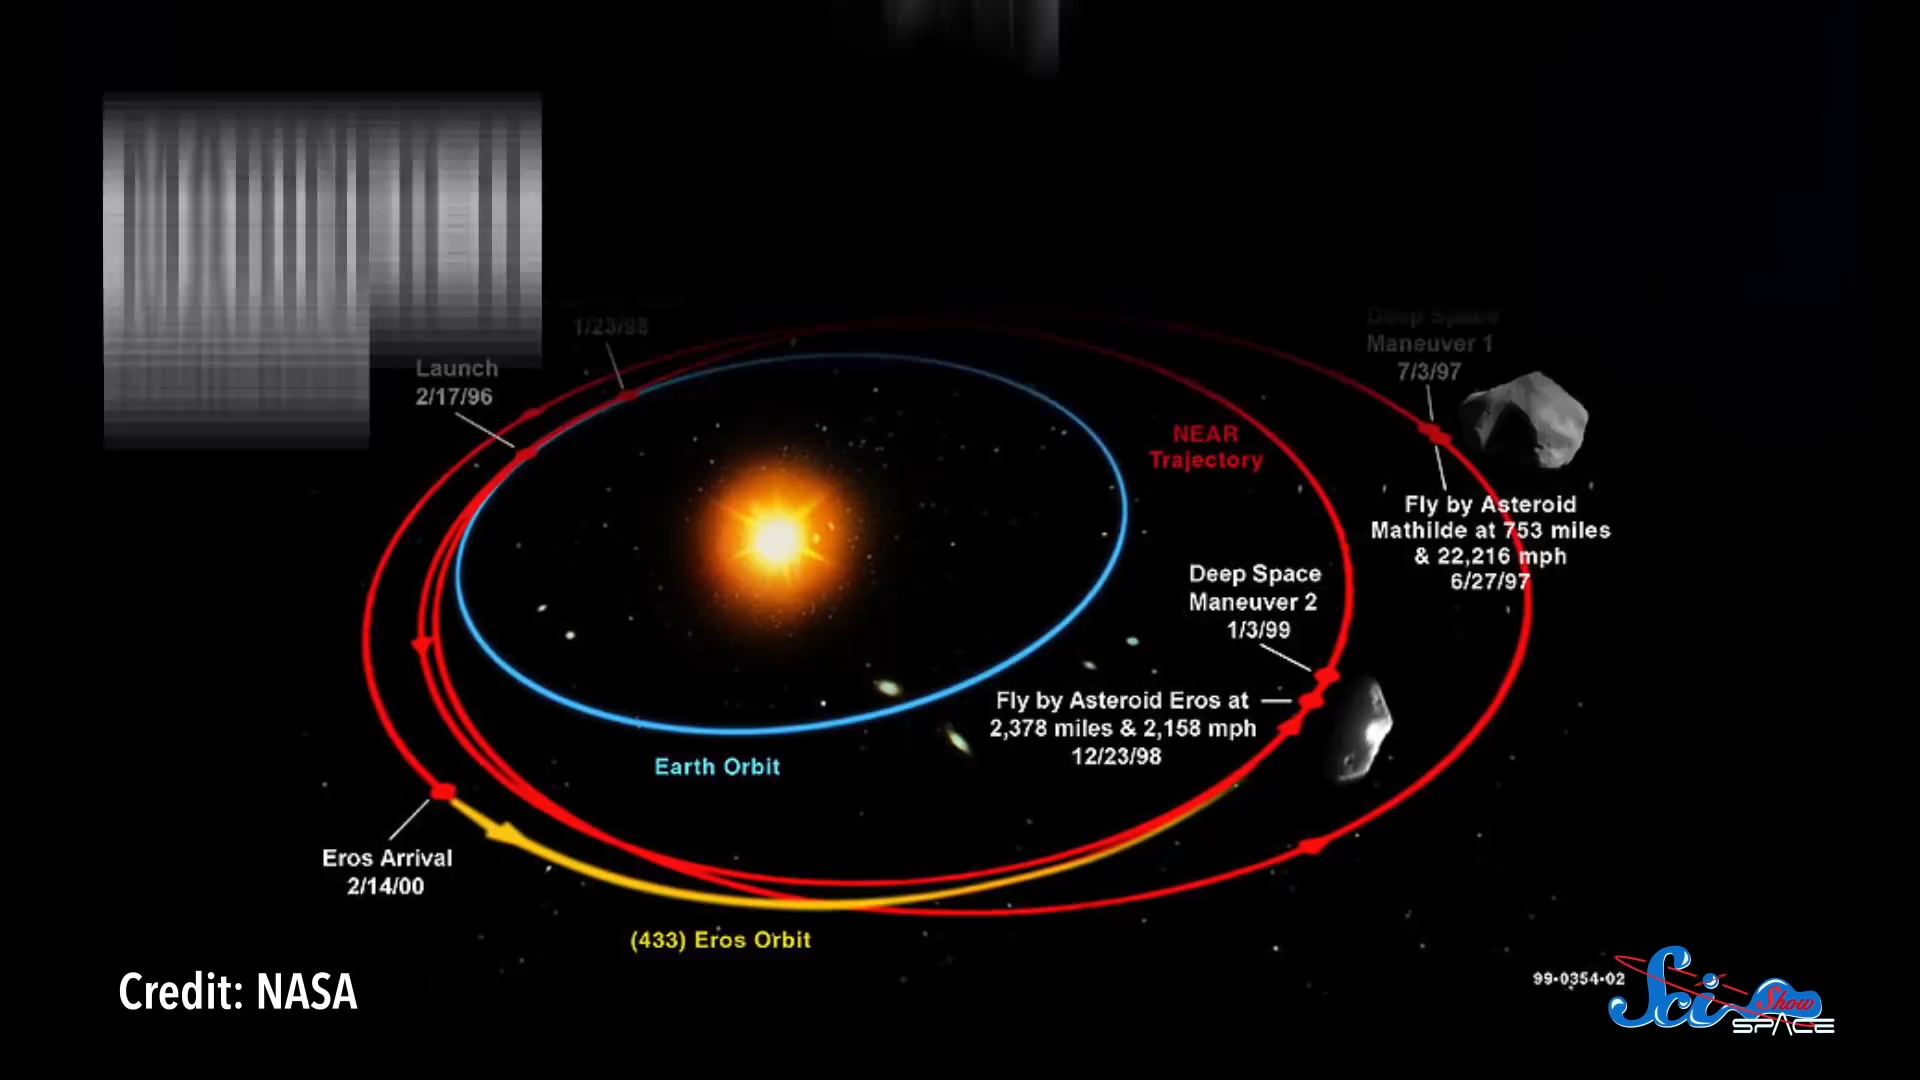 1/23/98
Launch
2/17/96
Deep Space
Maneuver 1
7/3/97
NEAR
Trajectory
Fly by Asteroid
Mathilde at 753 miles
& 22,216 mph
6/27/97
Deep Space
Maneuver 2
1/3/99
Fly by Asteroid Eros at
2,378 miles & 2,158 mph
12/23/98
Earth Orbit
Eros Arrival
2/14/00
(433) Eros Orbit
Credit: NASA
99-0354-02
Sci Show
SPACE